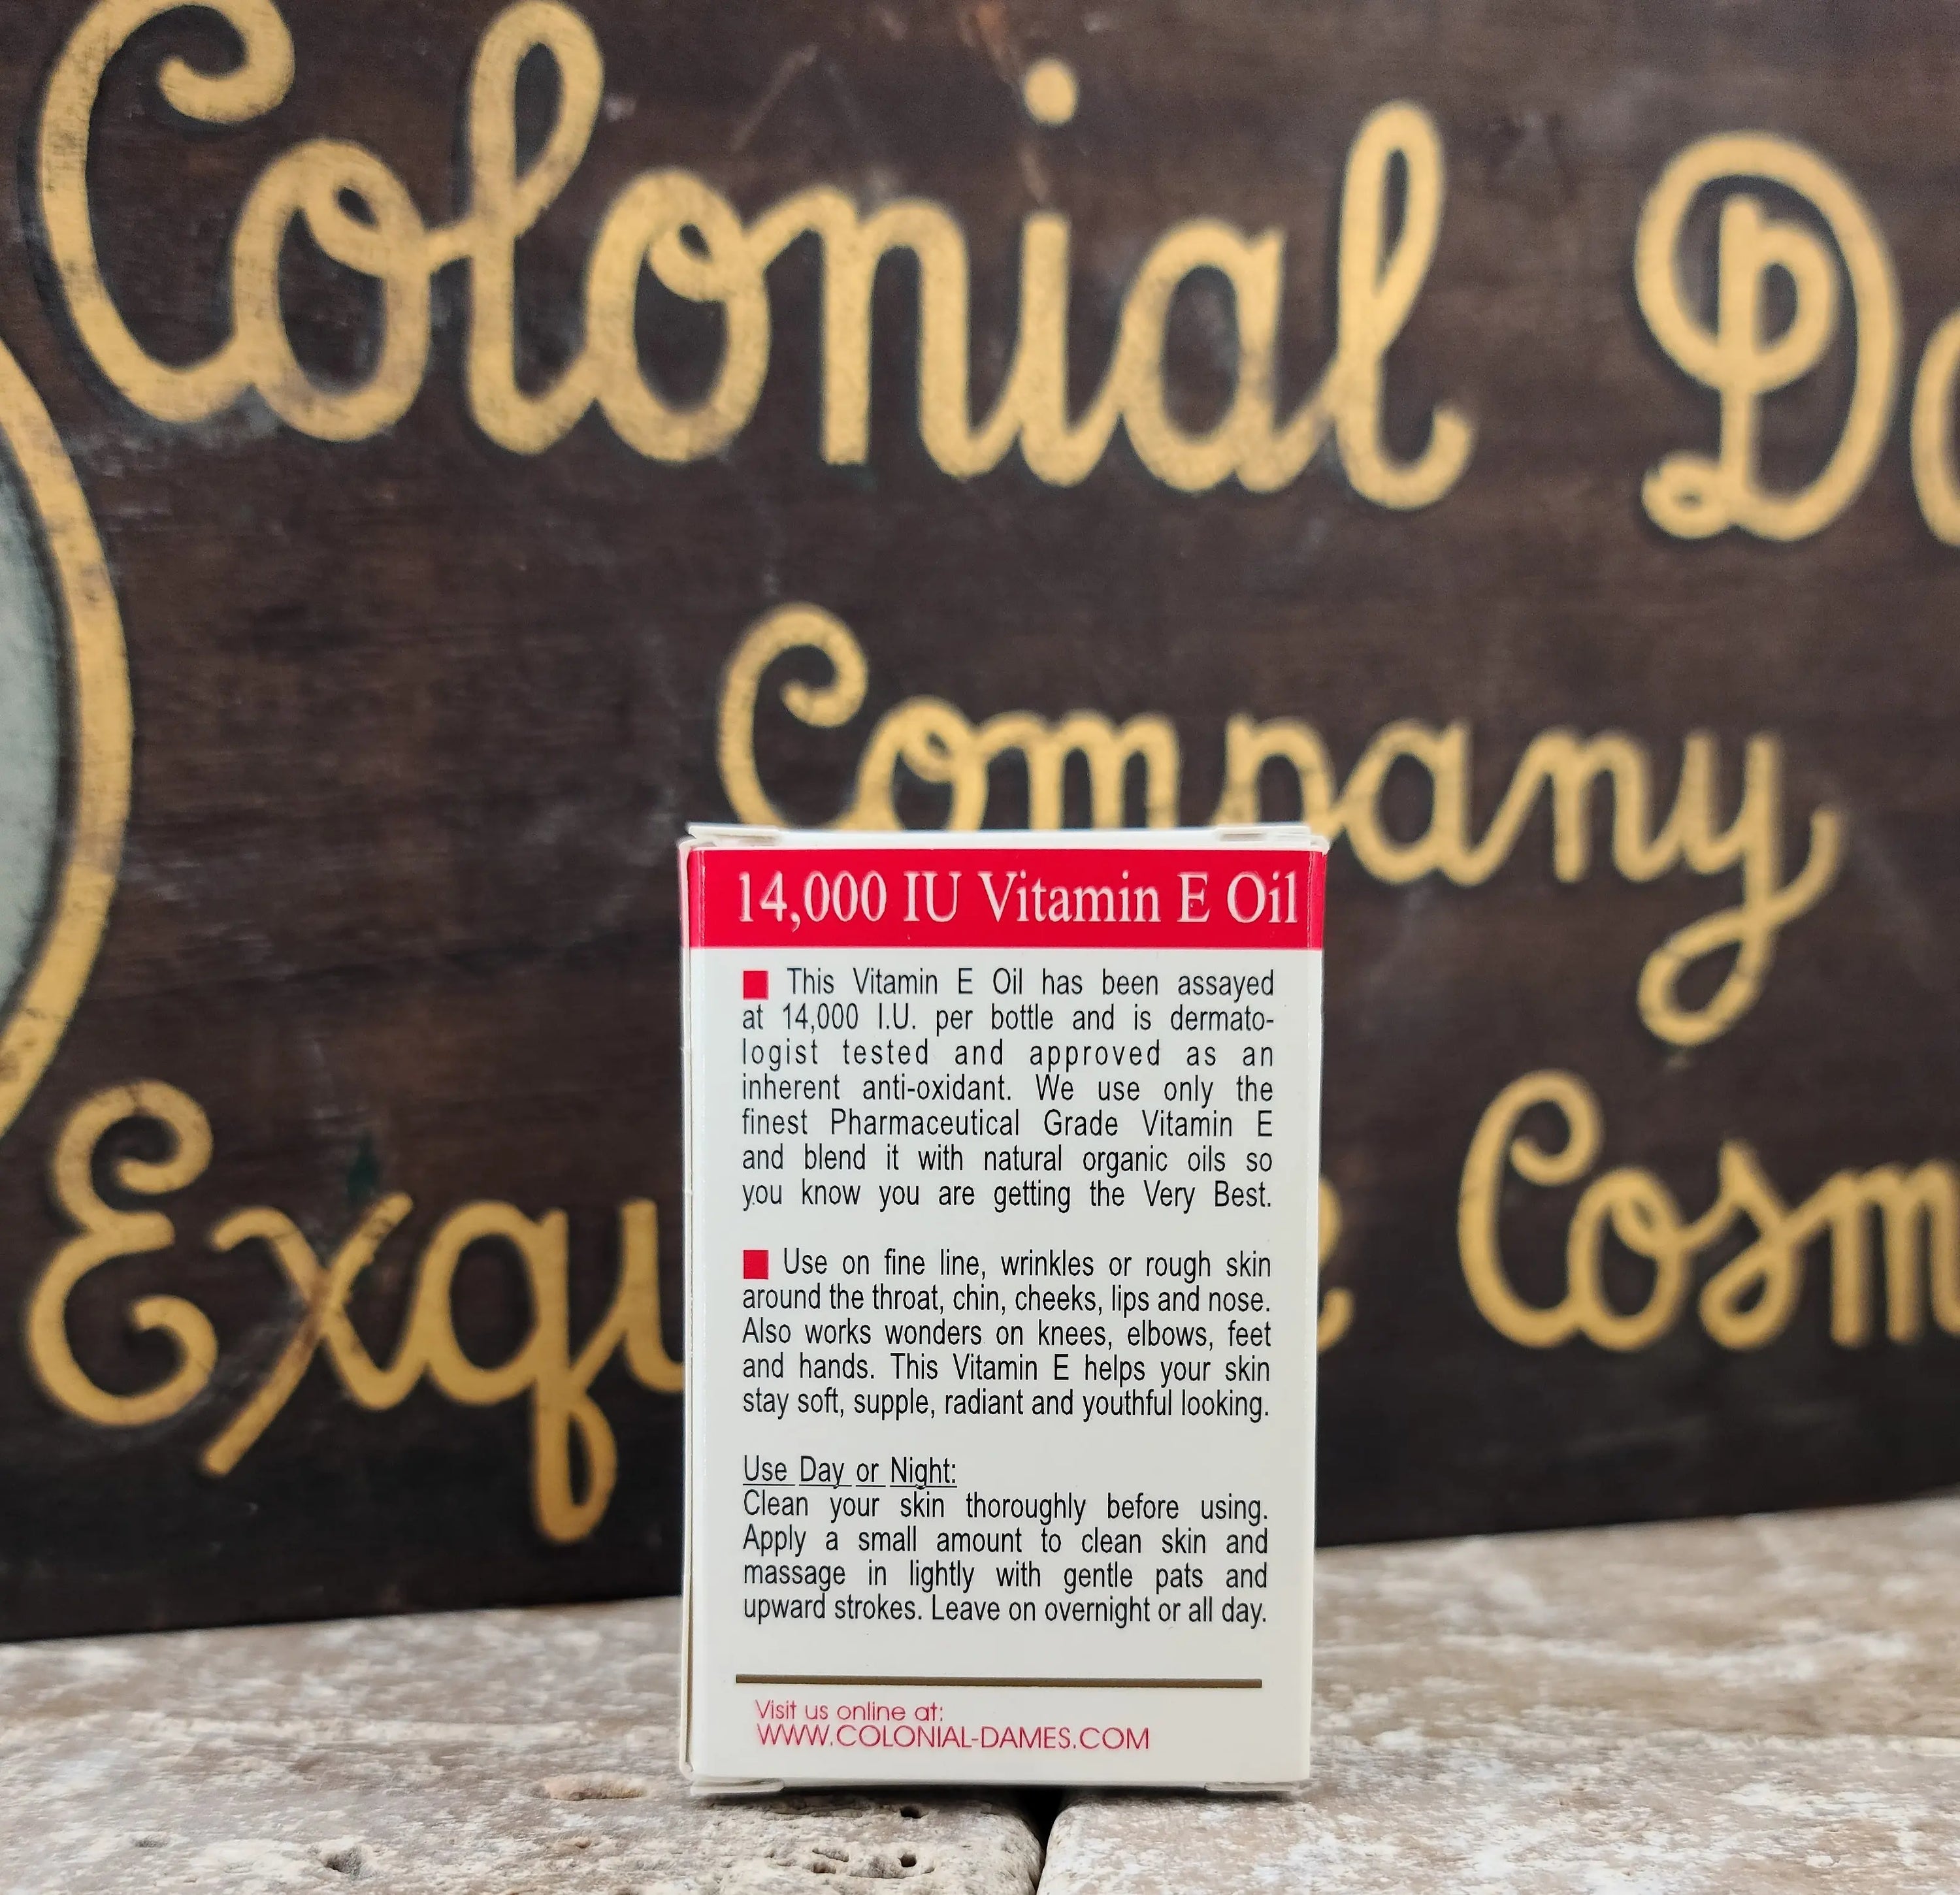 Colonial
Company
14,000 IU Vitamin E Oil
This Vitamin E Oil has been assayed
at 14,000 I.U. per bottle and is dermato-
logist tested and approved as an
inherent anti-oxidant. We use only the
finest Pharmaceutical Grade Vitamin E
and blend it with natural organic oils so
you know you are getting the Very Best.
Use on fine line, wrinkles or rough skin
around the throat, chin, cheeks, lips and nose.
Also works wonders on knees, elbows, feet
and hands. This Vitamin E helps your skin
stay soft, supple, radiant and youthful looking.
Use Day or Night:
Clean your skin thoroughly before using.
Apply a small amount to clean skin and
massage in lightly with gentle pats and
upward strokes. Leave on overnight or all day.
Visit us online at:
WWW.COLONIAL-DAMES.COM